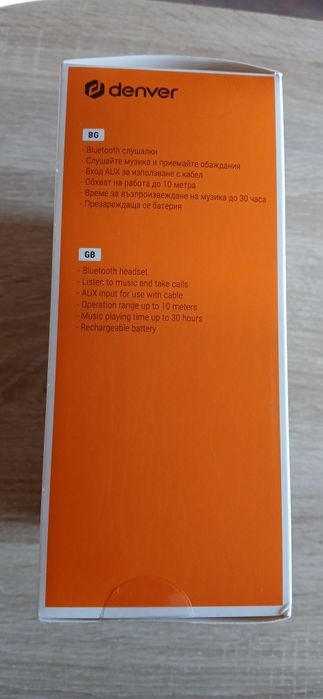 denver
BG
- Bluetooth слушалки
- Слушайте музика и приемайте обаждания
- Вход AUX за използване с кабел
- Обхват на работа до 10 метра
- Време за възпроизвеждане на музика до 30 часа
- Презареждаща се батерия
GB
- Bluetooth headset
- Listen to music and take calls
- AUX input for use with cable
- Operation range up to 10 meters
- Music playing time up to 30 hours
- Rechargeable battery